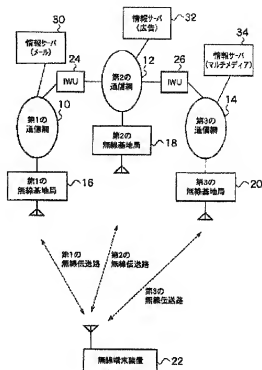 30
情報サーバ
(メール)
32
情報サーバ
(広告)
34
情報サーバ
(マルチメディア)
24
IWU
12
第2の
通信網
IWU
26
10
第1の
通信網
14
第3の
通信網
第2の
無線基地局
18
第1の
無線基地局
16
第3の
無線基地局
20
第1の
無線伝送路
第2の
無線伝送路
第3の
無線伝送路
無線端末装置
22